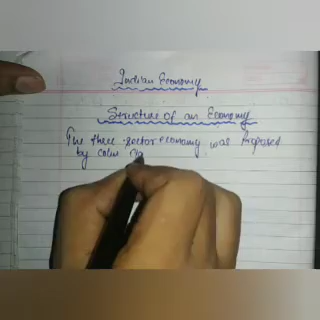 Indian Economy
Structure of an Economy
The three sector economy was proposed
by Colin